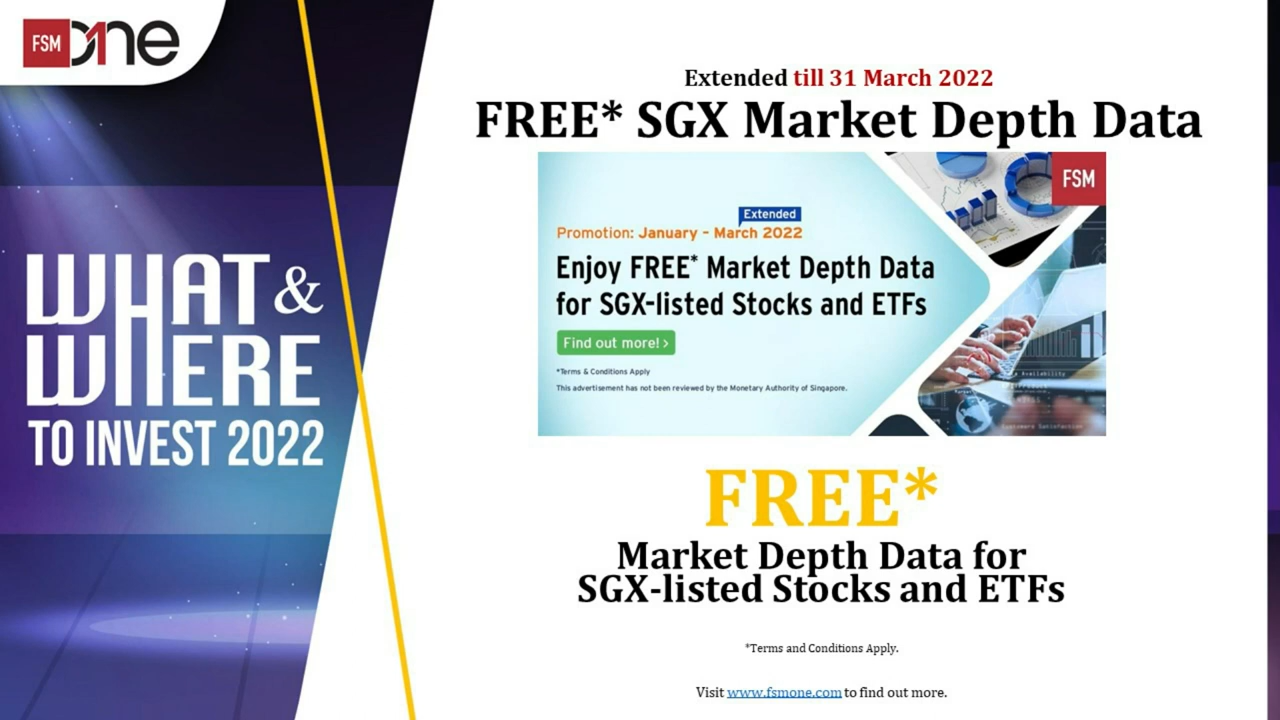 FSM One
WHAT &
WHERE
TO INVEST 2022
Extended till 31 March 2022
FREE* SGX Market Depth Data
FSM
Extended
Promotion: January – March 2022
Enjoy FREE* Market Depth Data
for SGX-listed Stocks and ETFs
Find out more! >
*Terms & Conditions Apply
This advertisement has not been reviewed by the Monetary Authority of Singapore.
Availability
Customers Satisfaction
FREE*
Market Depth Data for
SGX-listed Stocks and ETFs
*Terms and Conditions Apply.
Visit www.fsmone.com to find out more.